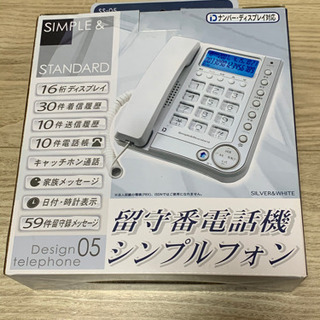 SS-05
ナンバー・ディスプレイ対応
SIMPLE &
STANDARD
16桁ディスプレイ
30件着信履歴
10件送信履歴
10件電話帳
キャッチホン通話
家族メッセージ
日付・時計表示
59件留守録メッセージ
SILVER&WHITE
Design 05
telephone
留守番電話機
シンプルフォン